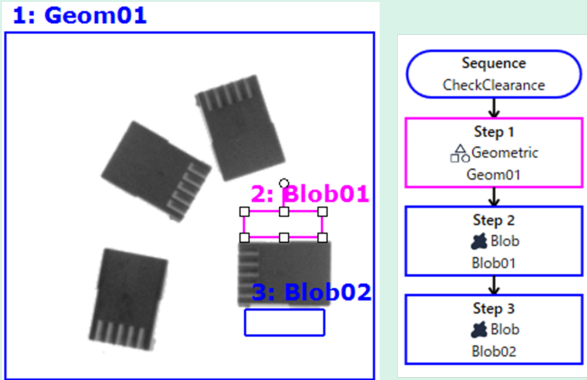 1: Geom01
2: Blob01
3: Blob02
Sequence
CheckClearance
Step 1
Geometric
Geom01
Step 2
Blob
Blob01
Step 3
Blob
Blob02